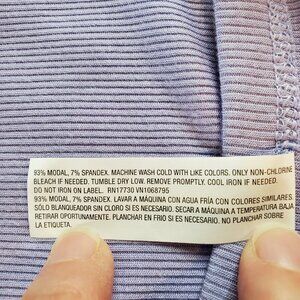 93% MODAL, 7% SPANDEX. MACHINE WASH COLD WITH LIKE COLORS. ONLY NON-CHLORINE
BLEACH IF NEEDED. TUMBLE DRY LOW. REMOVE PROMPTLY. COOL IRON IF NEEDED.
DO NOT IRON ON LABEL. RN17730 VN1068795
93% MODAL, 7% SPANDEX. LAVAR A MÁQUINA CON AGUA FRÍA CON COLORES SIMILARES.
SÓLO BLANQUEADOR SIN CLORO SI ES NECESARIO. SECAR A MÁQUINA A TEMPERATURA BAJA
RETIRAR OPORTUNAMENTE. PLANCHAR EN FRIO SI ES NECESARIO. NO PLANCHAR SOBRE
LA ETIQUETA.